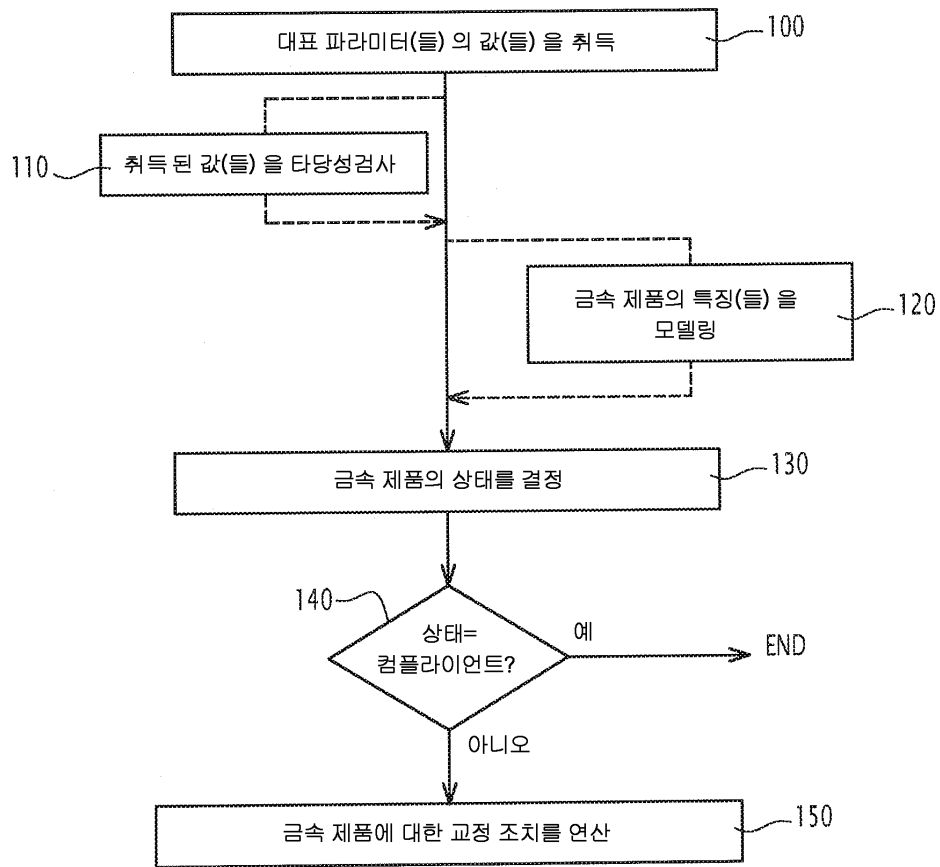 대표 파라미터(들) 의 값(들) 을 취득
100
110
취득 된 값(들) 을 타당성검사
금속 제품의 특징(들) 을
모델링
120
금속 제품의 상태를 결정
130
140
상태=
컴플라이언트?
예
END
아니오
금속 제품에 대한 교정 조치를 연산
150